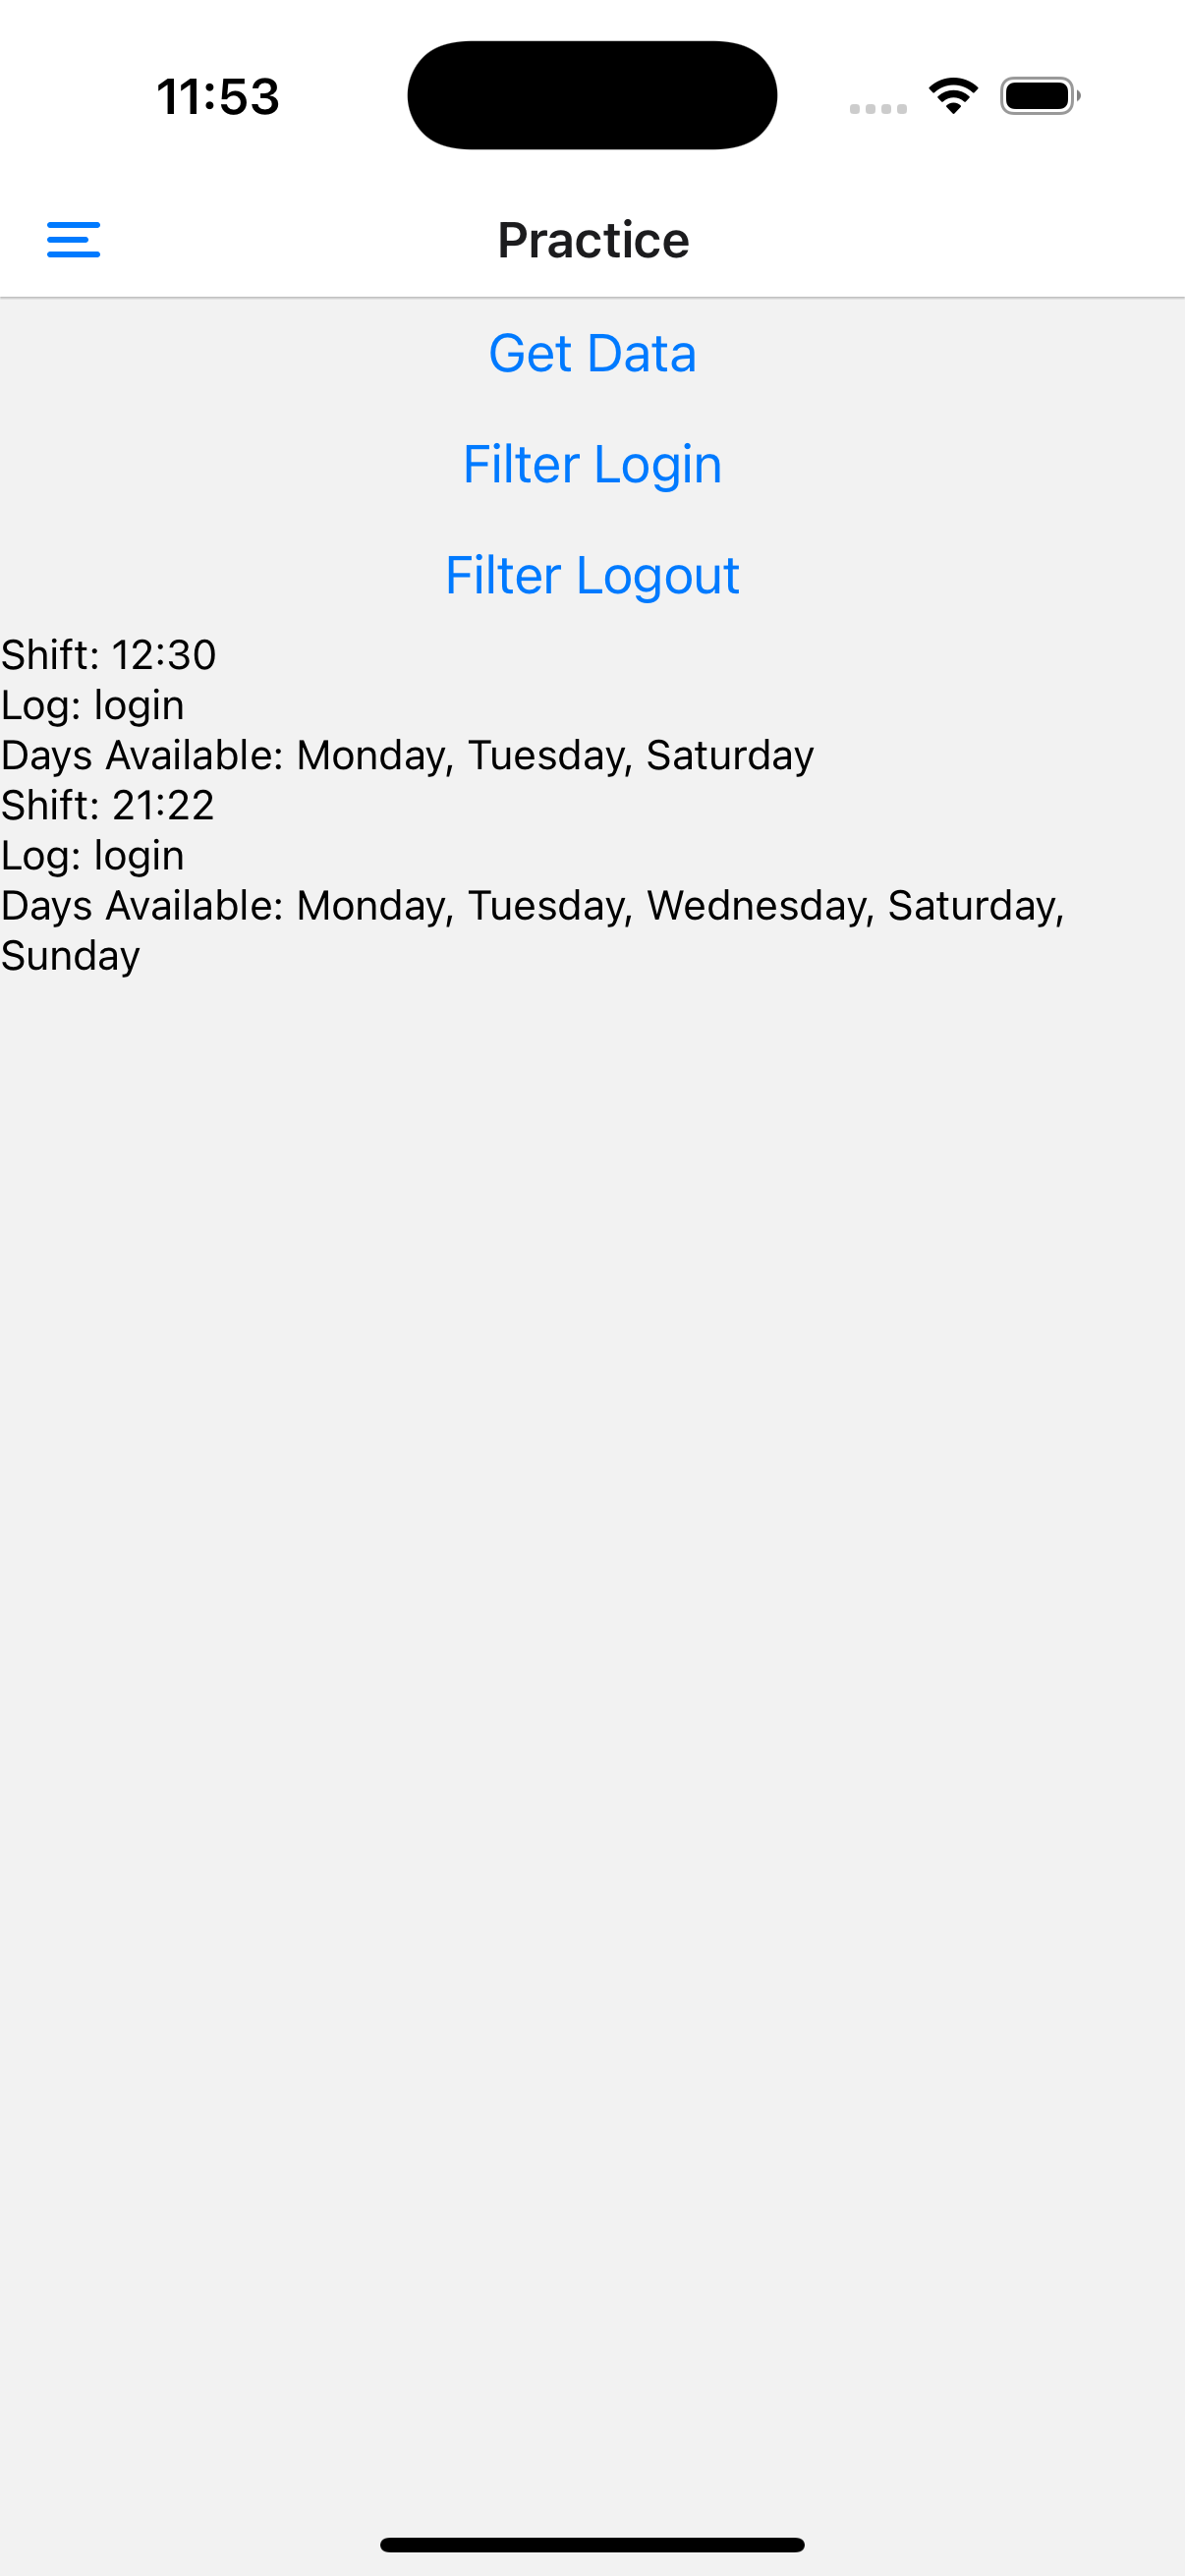 11:53
Practice
Get Data
Filter Login
Filter Logout
Shift: 12:30
Log: login
Days Available: Monday, Tuesday, Saturday
Shift: 21:22
Log: login
Days Available: Monday, Tuesday, Wednesday, Saturday,
Sunday